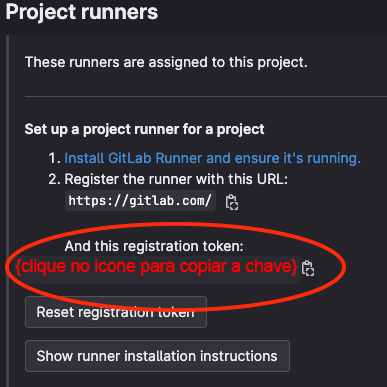 Project runners
These runners are assigned to this project.
Set up a project runner for a project
1. Install GitLab Runner and ensure it's running.
2. Register the runner with this URL:
https://gitlab.com/
And this registration token:
{clique no icone para copiar a chave}
Reset registration token
Show runner installation instructions